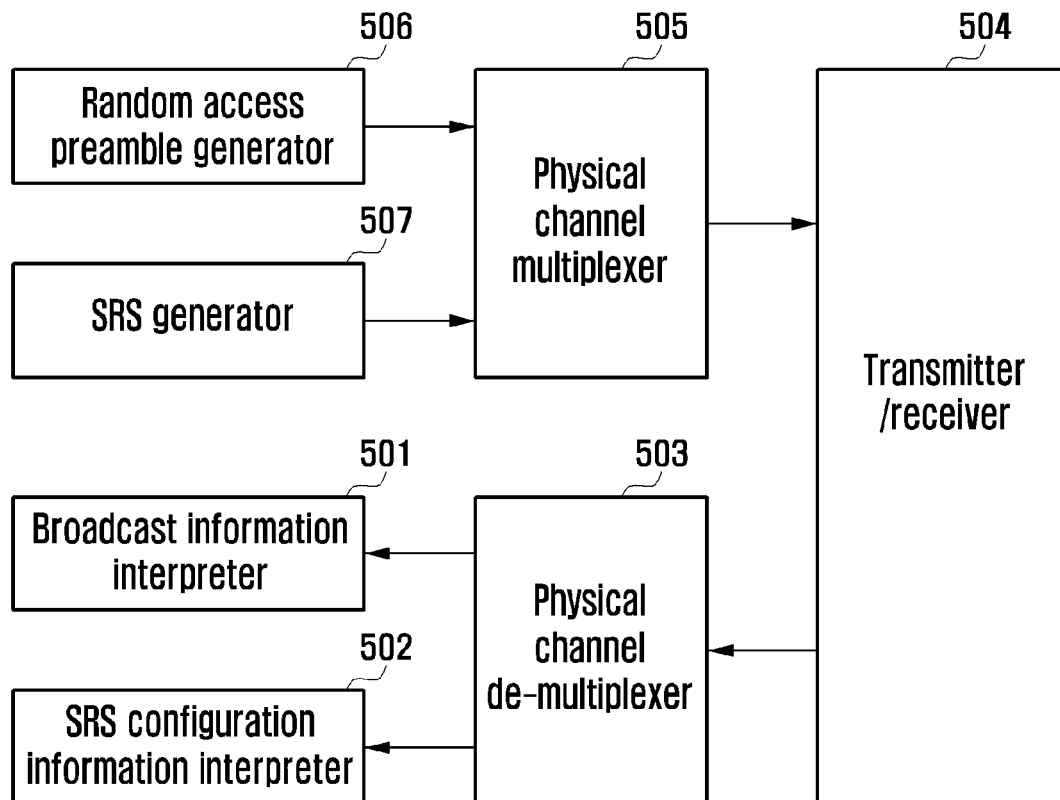 506
505
504
Random access
preamble generator
Physical
channel
multiplexer
507
SRS generator
Transmitter
/receiver
501
503
Broadcast information
interpreter
Physical
channel
de-multiplexer
502
SRS configuration
information interpreter